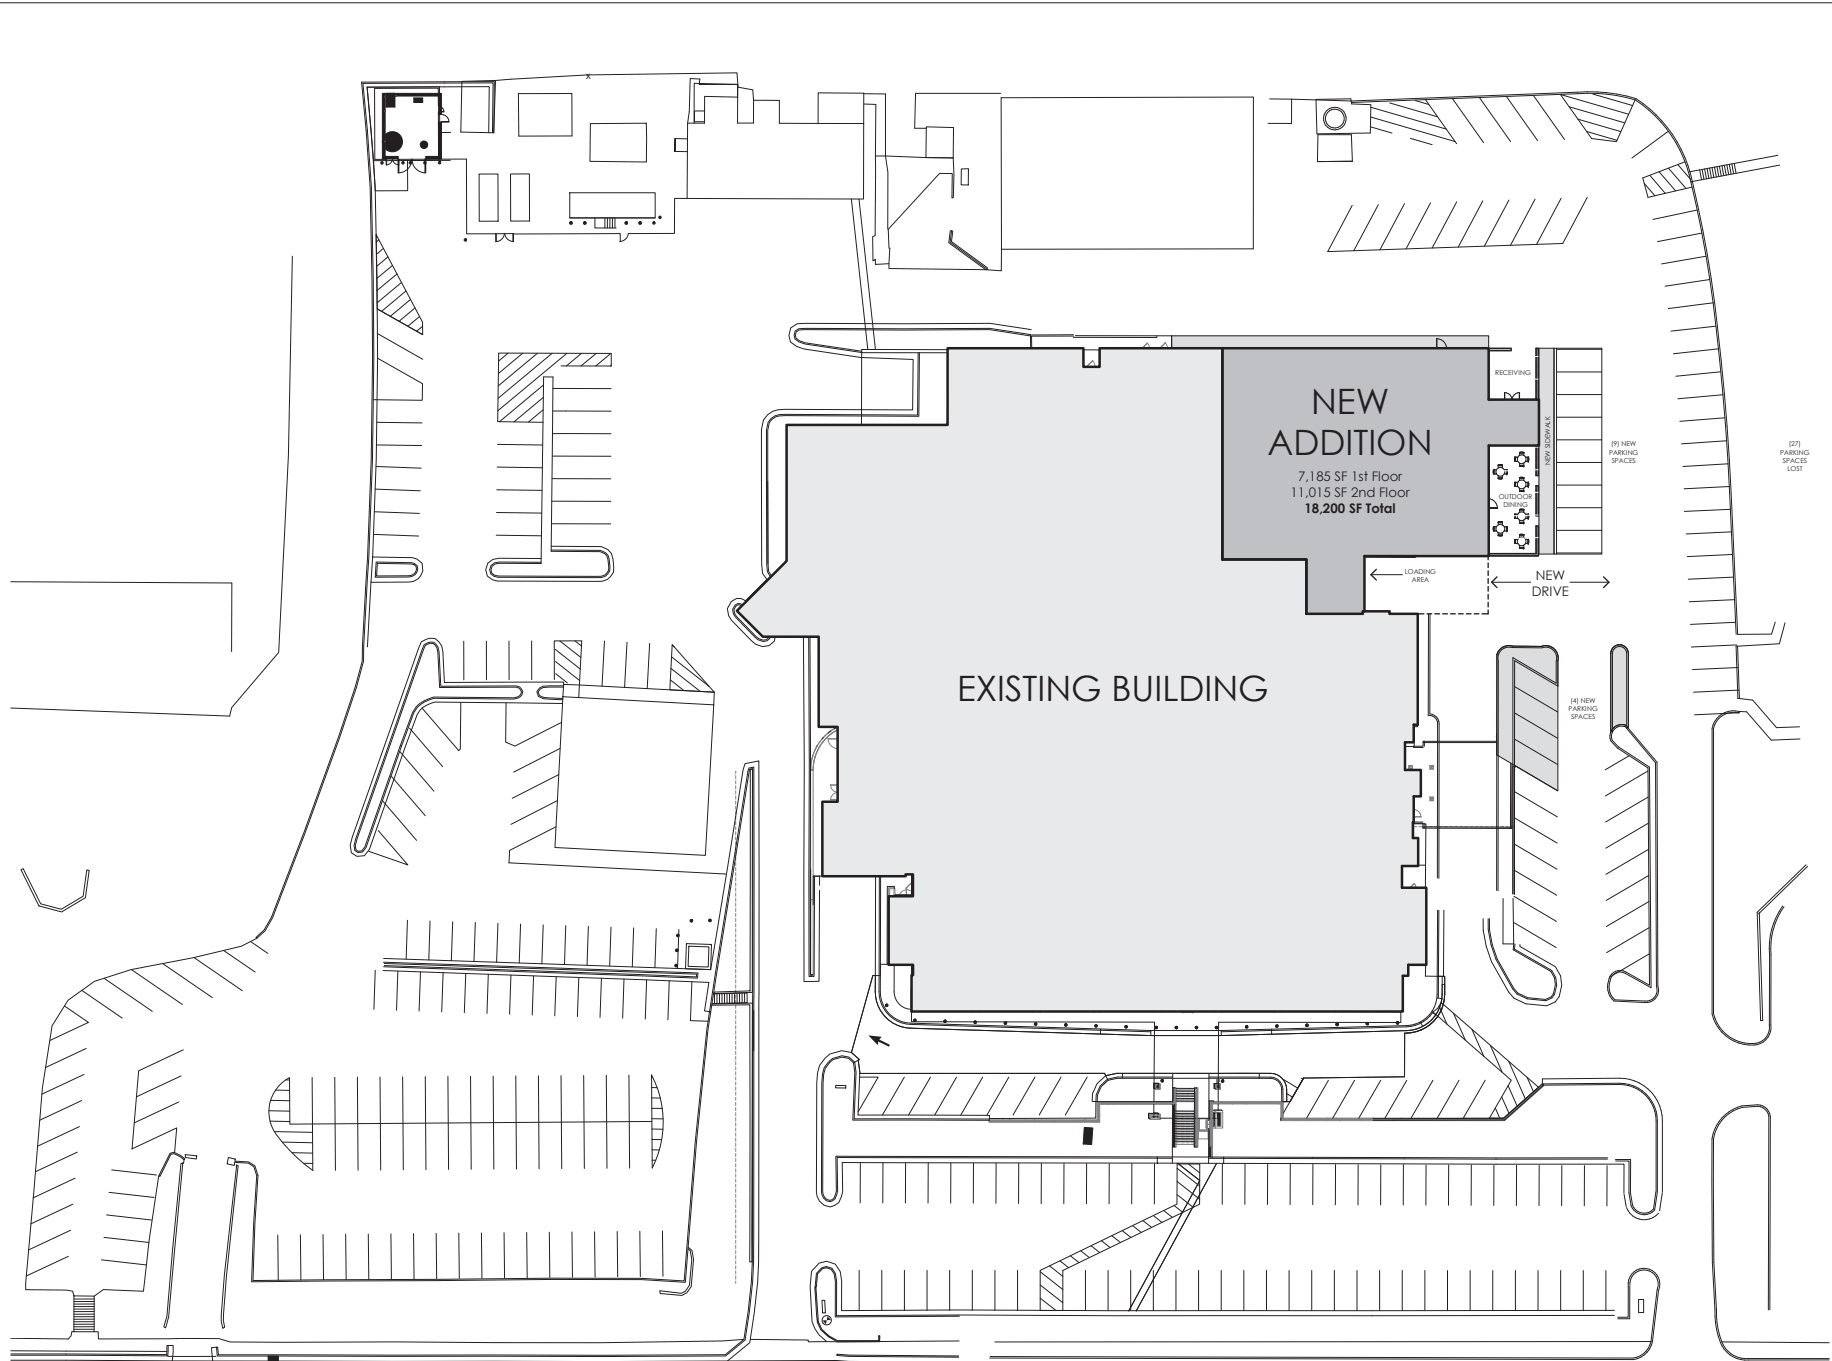 NEW
ADDITION
7,185 SF 1st Floor
11,015 SF 2nd Floor
18,200 SF Total
RECEIVING
NEW SIDEWALK
OUTDOOR
DINING
(9) NEW
PARKING
SPACES
(27)
PARKING
SPACES
LOST
LOADING
AREA
NEW
DRIVE
EXISTING BUILDING
(4) NEW
PARKING
SPACES